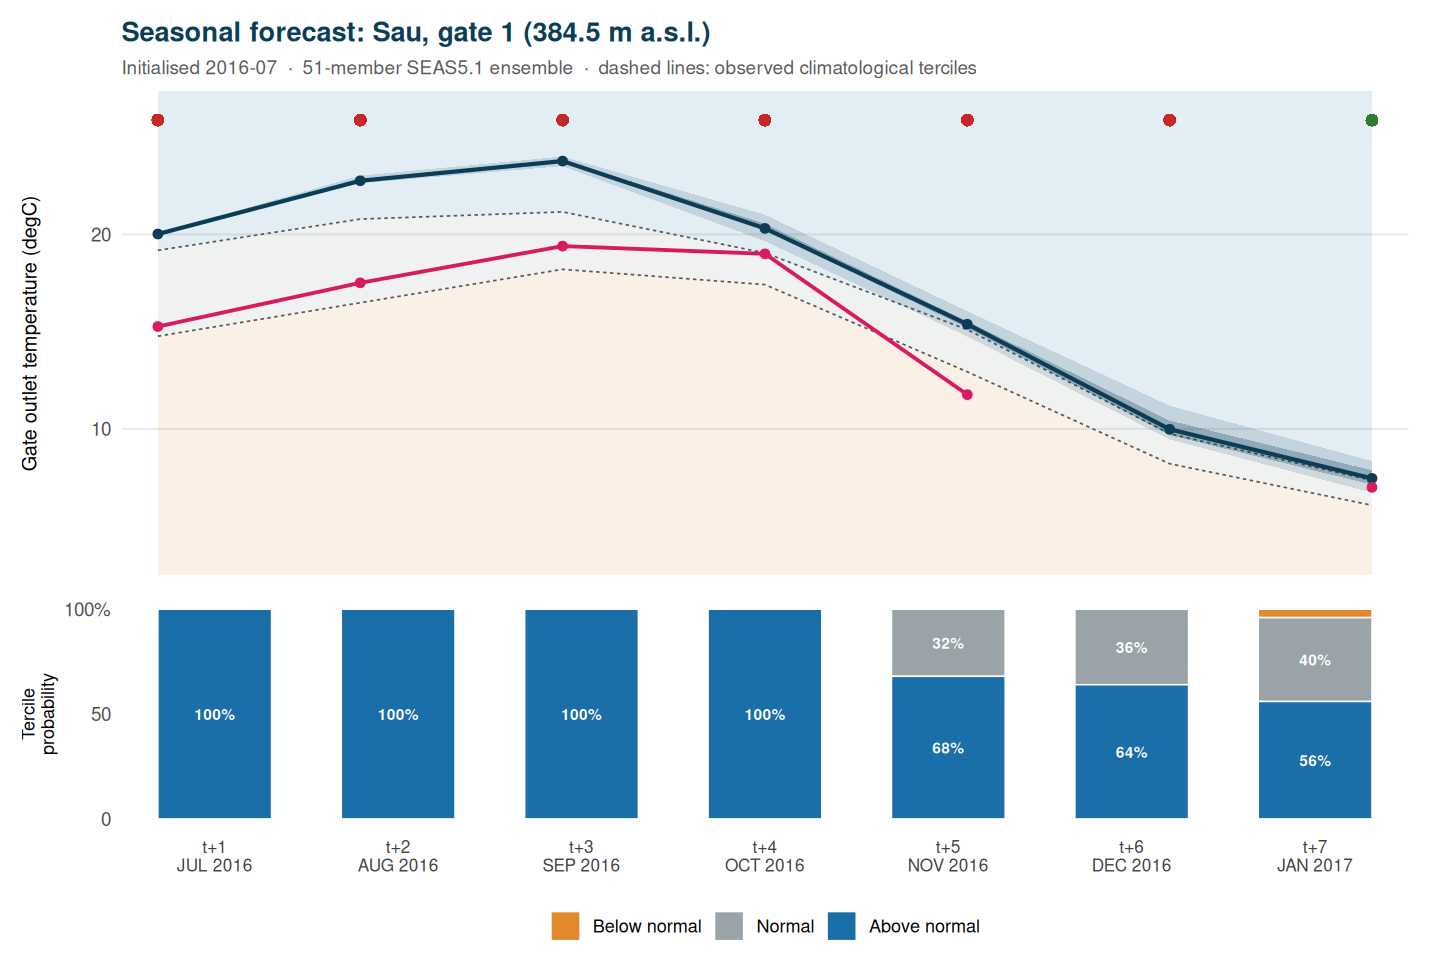 Seasonal forecast: Sau, gate 1 (384.5 m a.s.l.)
Initialised 2016-07 · 51-member SEAS5.1 ensemble · dashed lines: observed climatological terciles
Gate outlet temperature (degC)
20
10
Tercile
probability
100%
50
0
100%
100%
100%
100%
32%
68%
36%
64%
40%
56%
t+1
JUL 2016
t+2
AUG 2016
t+3
SEP 2016
t+4
OCT 2016
t+5
NOV 2016
t+6
DEC 2016
t+7
JAN 2017
Below normal
Normal
Above normal